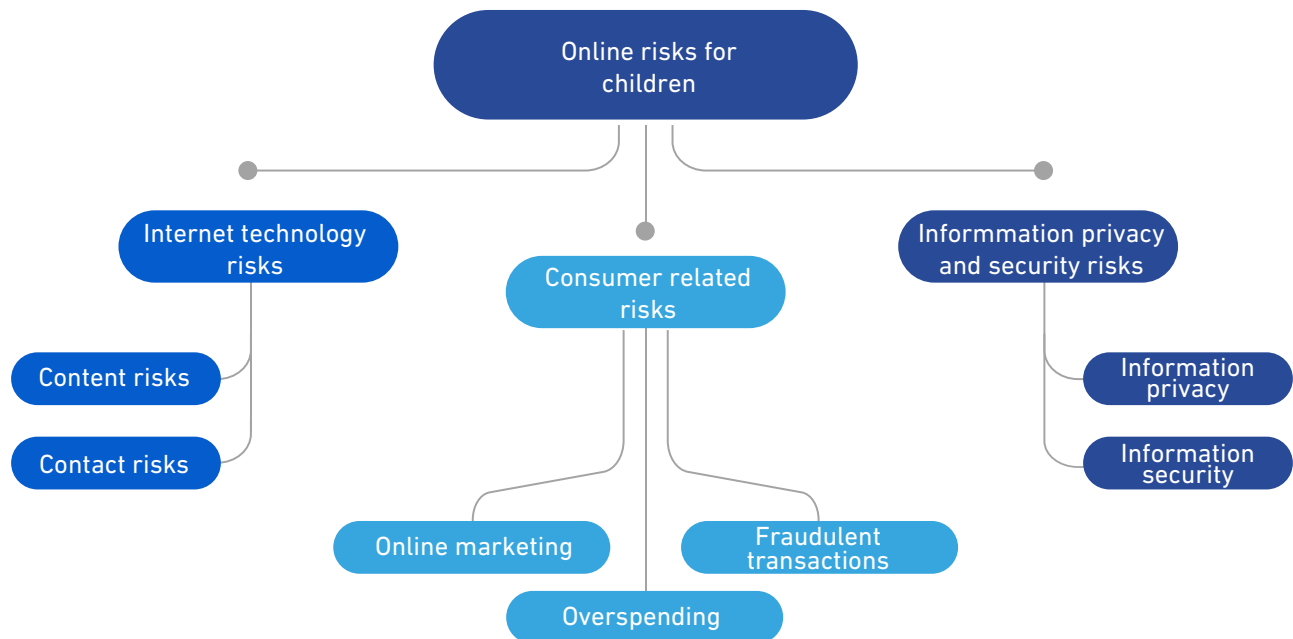 Online risks for
children
Internet technology
risks
Consumer related
risks
Informmation privacy
and security risks
Content risks
Contact risks
Information
privacy
Information
security
Online marketing
Fraudulent
transactions
Overspending